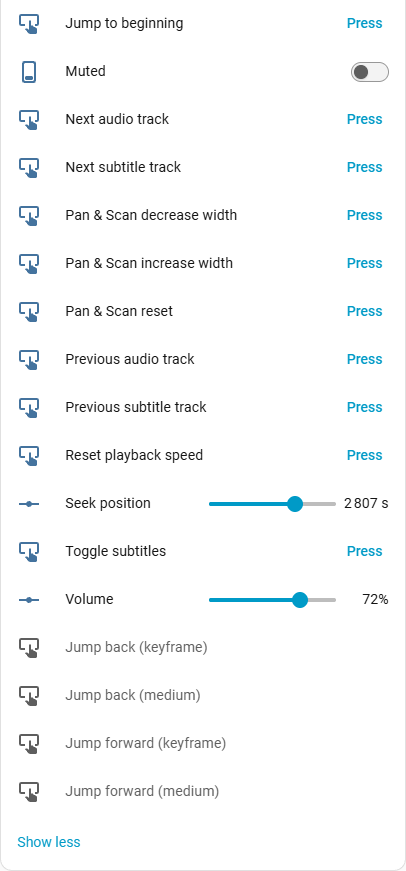 Jump to beginning Press
Muted
Next audio track Press
Next subtitle track Press
Pan & Scan decrease width Press
Pan & Scan increase width Press
Pan & Scan reset Press
Previous audio track Press
Previous subtitle track Press
Reset playback speed Press
Seek position 2 807 s
Toggle subtitles Press
Volume 72%
Jump back (keyframe)
Jump back (medium)
Jump forward (keyframe)
Jump forward (medium)
Show less